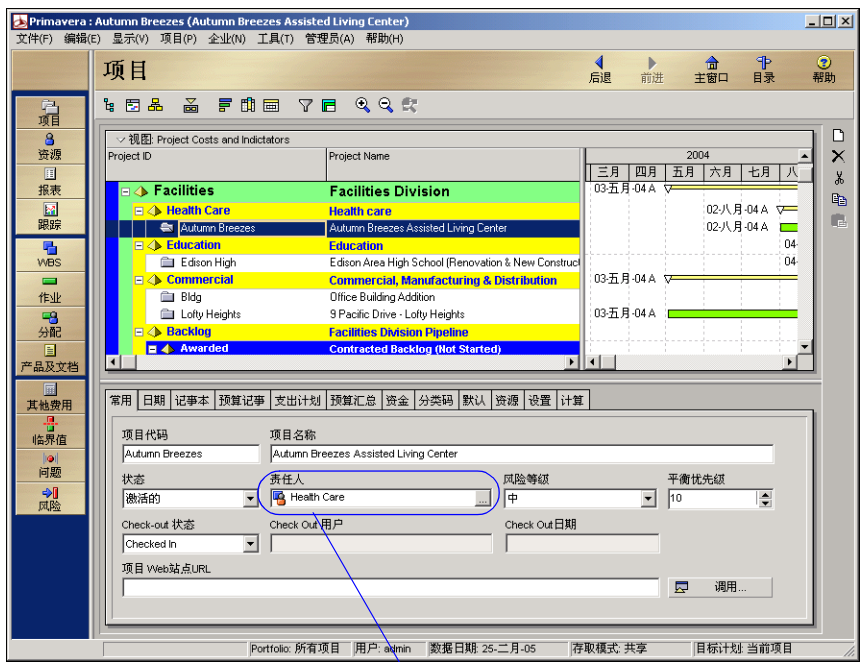 Primavera : Autumn Breezes (Autumn Breezes Assisted Living Center)
文件(F) 编辑(E) 显示(V) 项目(P) 企业(N) 工具(T) 管理员(A) 帮助(H)
项目
后退 前进 主窗口 目录 帮助
项目
资源
报表
跟踪
WBS
作业
分配
产品及文档
其他费用
临界值
问题
风险
视图: Project Costs and Indictators
Project ID Project Name 2004
三月 四月 五月 六月 七月 八
Facilities Facilities Division 03-五月-04 A
Health Care Health care 02-八月-04 A
Autumn Breezes Autumn Breezes Assisted Living Center 02-八月-04 A
Education Education 04-
Edison High Edison Area High School (Renovation & New Construct 04-
Commercial Commercial, Manufacturing & Distribution 03-五月-04 A
Bldg Office Building Addition
Lofty Heights 9 Pacific Drive - Lofty Heights 03-五月-04 A
Backlog Facilities Division Pipeline
Awarded Contracted Backlog (Not Started)
常用 日期 记事本 预算记事 支出计划 预算汇总 资金 分类码 默认 资源 设置 计算
项目代码 项目名称
Autumn Breezes Autumn Breezes Assisted Living Center
状态 责任人 风险等级 平衡优先级
激活的 Health Care ... 中 10
Check-out 状态 Check Out 用户 Check Out日期
Checked In
项目 Web站点URL
调用...
Portfolio: 所有项目 用户: admin 数据日期: 25-二月-05 存取模式: 共享 目标计划: 当前项目